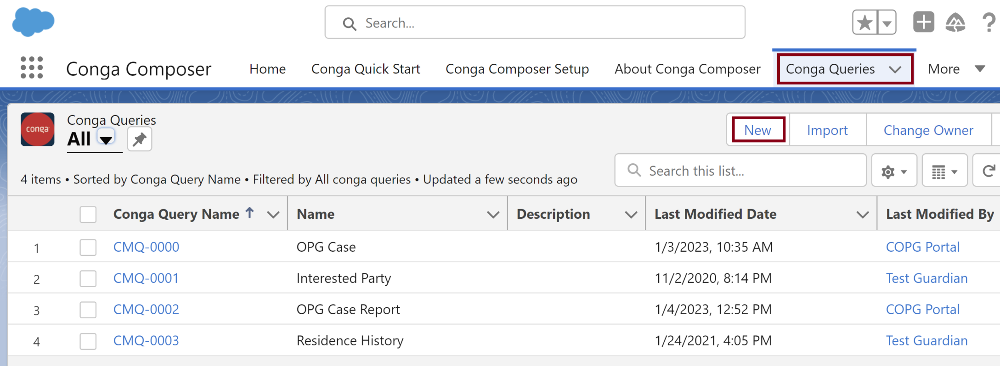 Search...
Conga Composer Home Conga Quick Start Conga Composer Setup About Conga Composer Conga Queries More
conga
Conga Queries
All
New Import Change Owner
4 items • Sorted by Conga Query Name • Filtered by All conga queries • Updated a few seconds ago
Search this list...
Conga Query Name Name Description Last Modified Date Last Modified By
1 CMQ-0000 OPG Case 1/3/2023, 10:35 AM COPG Portal
2 CMQ-0001 Interested Party 11/2/2020, 8:14 PM Test Guardian
3 CMQ-0002 OPG Case Report 1/4/2023, 12:52 PM COPG Portal
4 CMQ-0003 Residence History 1/24/2021, 4:05 PM Test Guardian